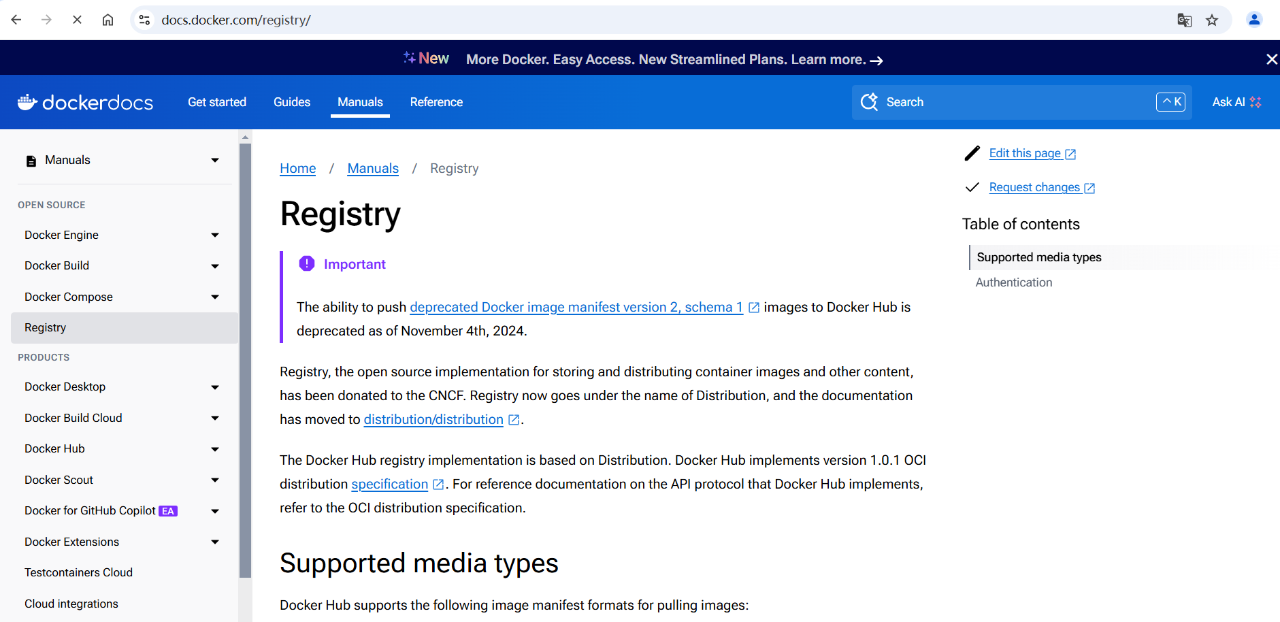 docs.docker.com/registry/
New More Docker. Easy Access. New Streamlined Plans. Learn more. →
dockerdocs Get started Guides Manuals Reference Search ^ K Ask AI
Manuals
OPEN SOURCE
Docker Engine
Docker Build
Docker Compose
Registry
PRODUCTS
Docker Desktop
Docker Build Cloud
Docker Hub
Docker Scout
Docker for GitHub Copilot EA
Docker Extensions
Testcontainers Cloud
Cloud integrations
Home / Manuals / Registry
Registry
Important
The ability to push deprecated Docker image manifest version 2, schema 1 images to Docker Hub is
deprecated as of November 4th, 2024.
Registry, the open source implementation for storing and distributing container images and other content,
has been donated to the CNCF. Registry now goes under the name of Distribution, and the documentation
has moved to distribution/distribution .
The Docker Hub registry implementation is based on Distribution. Docker Hub implements version 1.0.1 OCI
distribution specification . For reference documentation on the API protocol that Docker Hub implements,
refer to the OCI distribution specification.
Supported media types
Docker Hub supports the following image manifest formats for pulling images:
Edit this page
Request changes
Table of contents
Supported media types
Authentication